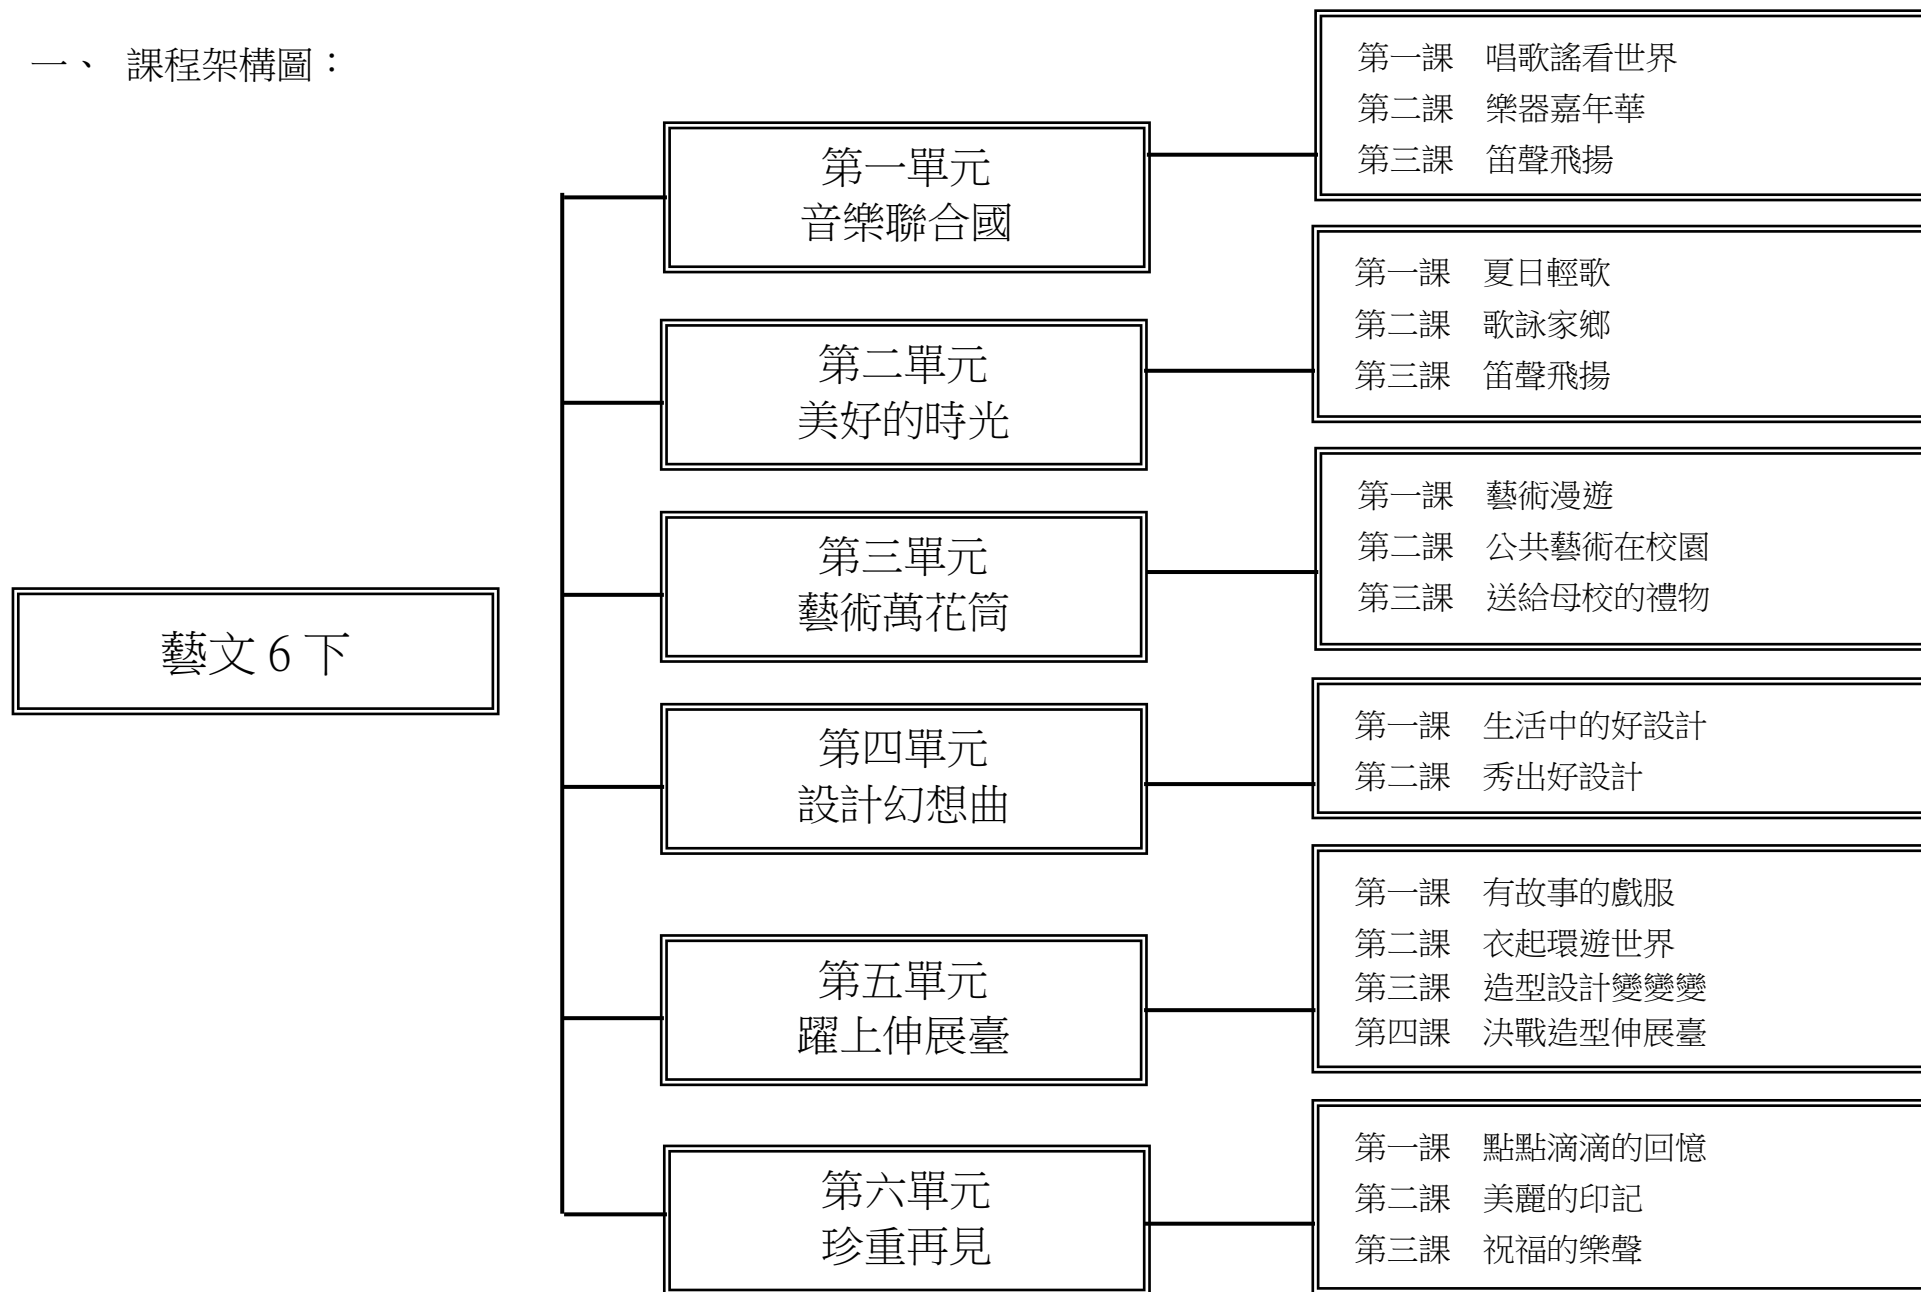 一、 課程架構圖：
藝文 6 下
第一單元
音樂聯合國
第一課　唱歌謠看世界
第二課　樂器嘉年華
第三課　笛聲飛揚
第二單元
美好的時光
第一課　夏日輕歌
第二課　歌詠家鄉
第三課　笛聲飛揚
第三單元
藝術萬花筒
第一課　藝術漫遊
第二課　公共藝術在校園
第三課　送給母校的禮物
第四單元
設計幻想曲
第一課　生活中的好設計
第二課　秀出好設計
第五單元
躍上伸展臺
第一課　有故事的戲服
第二課　衣起環遊世界
第三課　造型設計變變變
第四課　決戰造型伸展臺
第六單元
珍重再見
第一課　點點滴滴的回憶
第二課　美麗的印記
第三課　祝福的樂聲